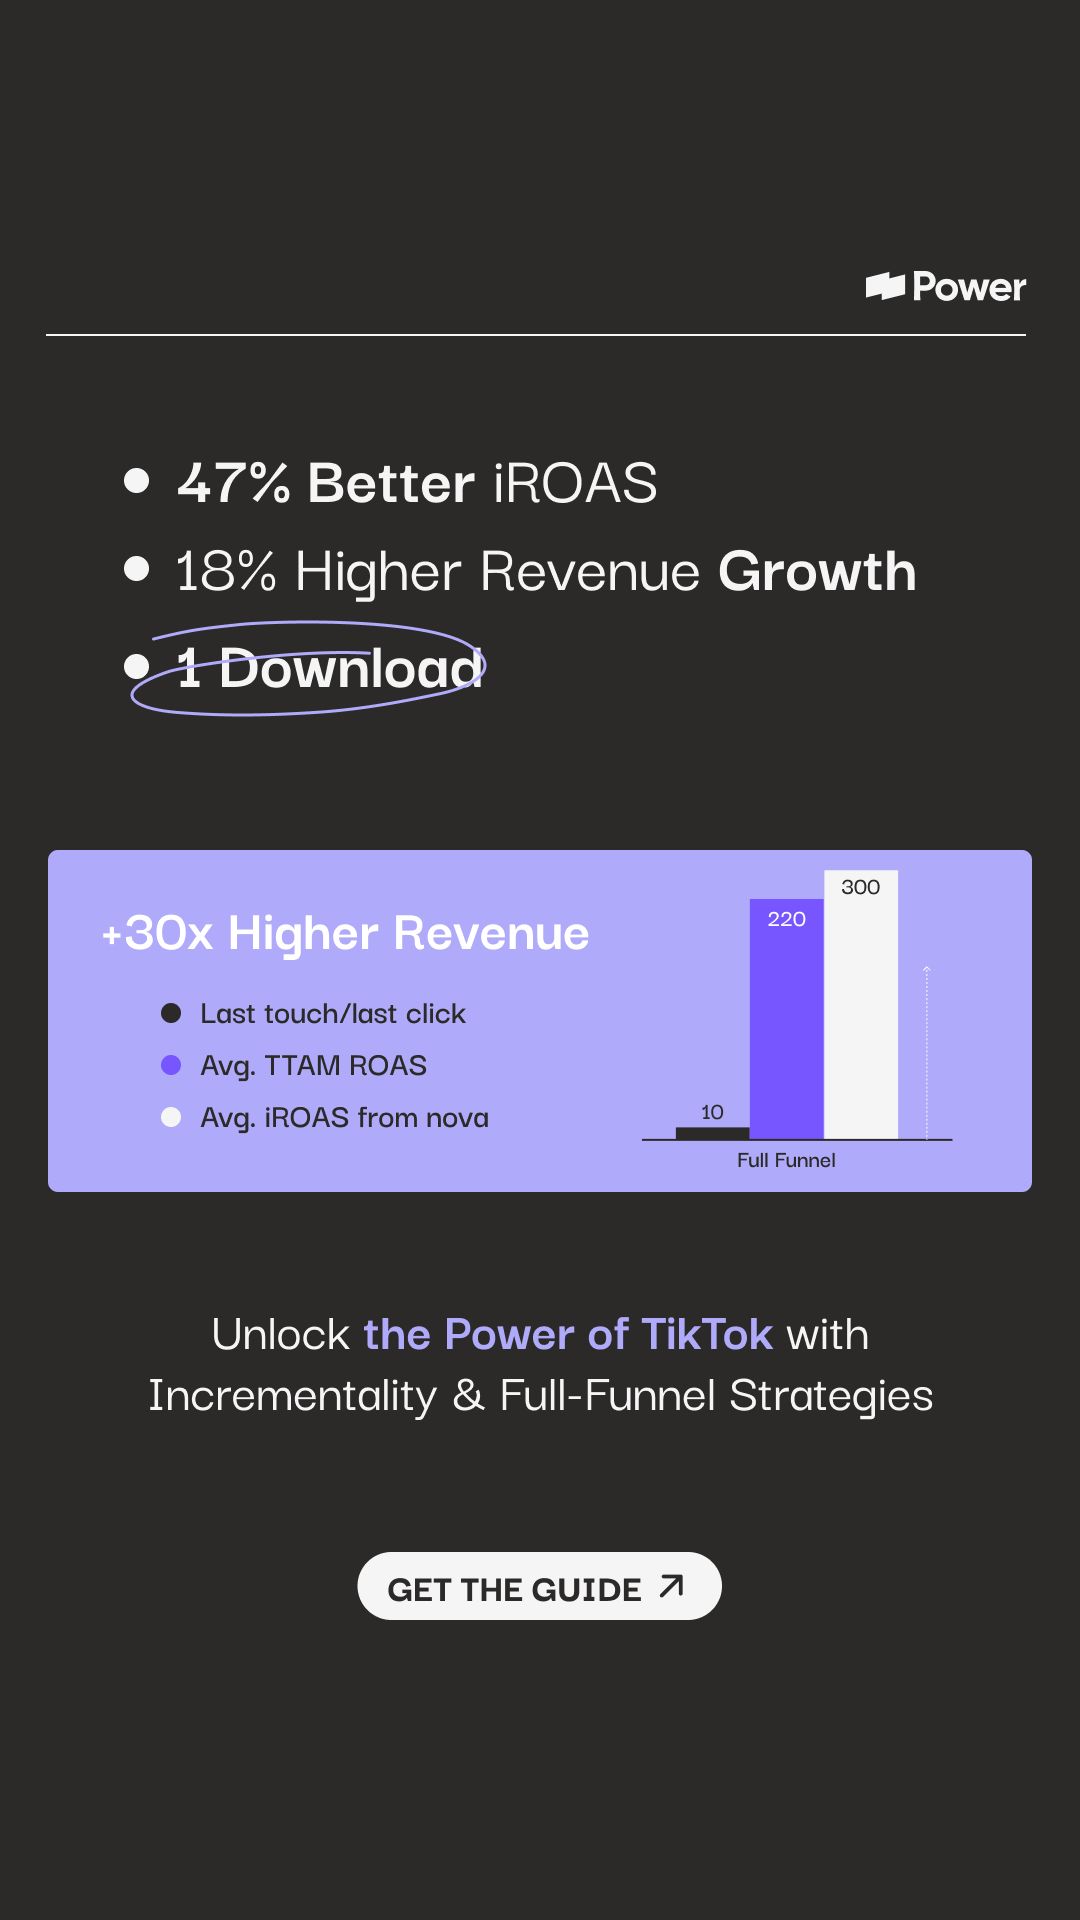 Power
47% Better iROAS
18% Higher Revenue Growth
1 Download
+30x Higher Revenue
Last touch/last click
Avg. TTAM ROAS
Avg. iROAS from nova
300
220
10
Full Funnel
Unlock the Power of TikTok with
Incrementality & Full-Funnel Strategies
GET THE GUIDE